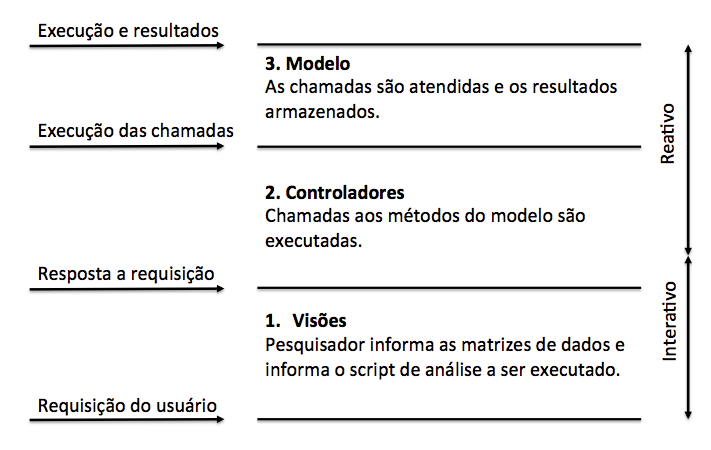 Execução e resultados
3. Modelo
As chamadas são atendidas e os resultados
armazenados.
Execução das chamadas
2. Controladores
Chamadas aos métodos do modelo são
executadas.
Resposta a requisição
1. Visões
Pesquisador informa as matrizes de dados e
informa o script de análise a ser executado.
Requisição do usuário
Reativo
Interativo